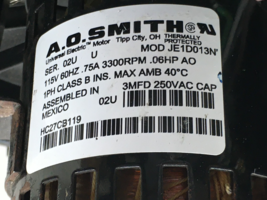 A.O.SMITH
Universal Electric™ Motor Tipp City, OH THERMALLY PROTECTED
SER. 02U U MOD JE1D013N
115V 60HZ .75A 3300RPM .06HP AO
1PH CLASS B INS. MAX AMB 40°C
ASSEMBLED IN 02U 3MFD 250VAC CAP
MEXICO
HC27CB119